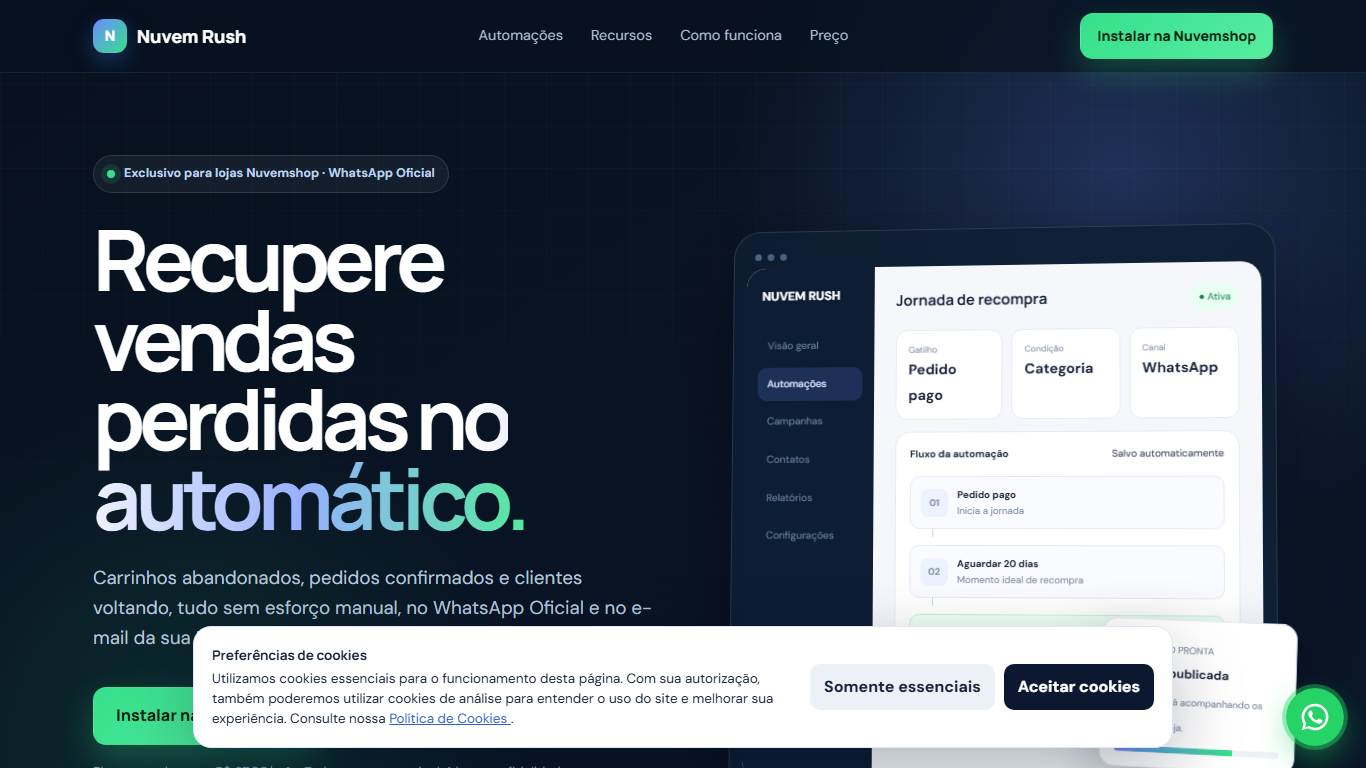 N
Nuvem Rush
Automações
Recursos
Como funciona
Preço
Instalar na Nuvemshop
Exclusivo para lojas Nuvemshop · WhatsApp Oficial
Recupere
vendas
perdidas no
automático.
Carrinhos abandonados, pedidos confirmados e clientes
voltando, tudo sem esforço manual, no WhatsApp Oficial e no e-
mail da sua
Instalar
NUVEM RUSH
Visão geral
Automações
Campanhas
Contatos
Relatórios
Configurações
Jornada de recompra
Ativa
Gatilho
Pedido
pago
Condição
Categoria
Canal
WhatsApp
Fluxo da automação
Salvo automaticamente
01
Pedido pago
Inicia a jornada
02
Aguardar 20 dias
Momento ideal de recompra
PRONTA
acompanhando os
Preferências de cookies
Utilizamos cookies essenciais para o funcionamento desta página. Com sua autorização,
também poderemos utilizar cookies de análise para entender o uso do site e melhorar sua
experiência. Consulte nossa Política de Cookies .
Somente essenciais
Aceitar cookies